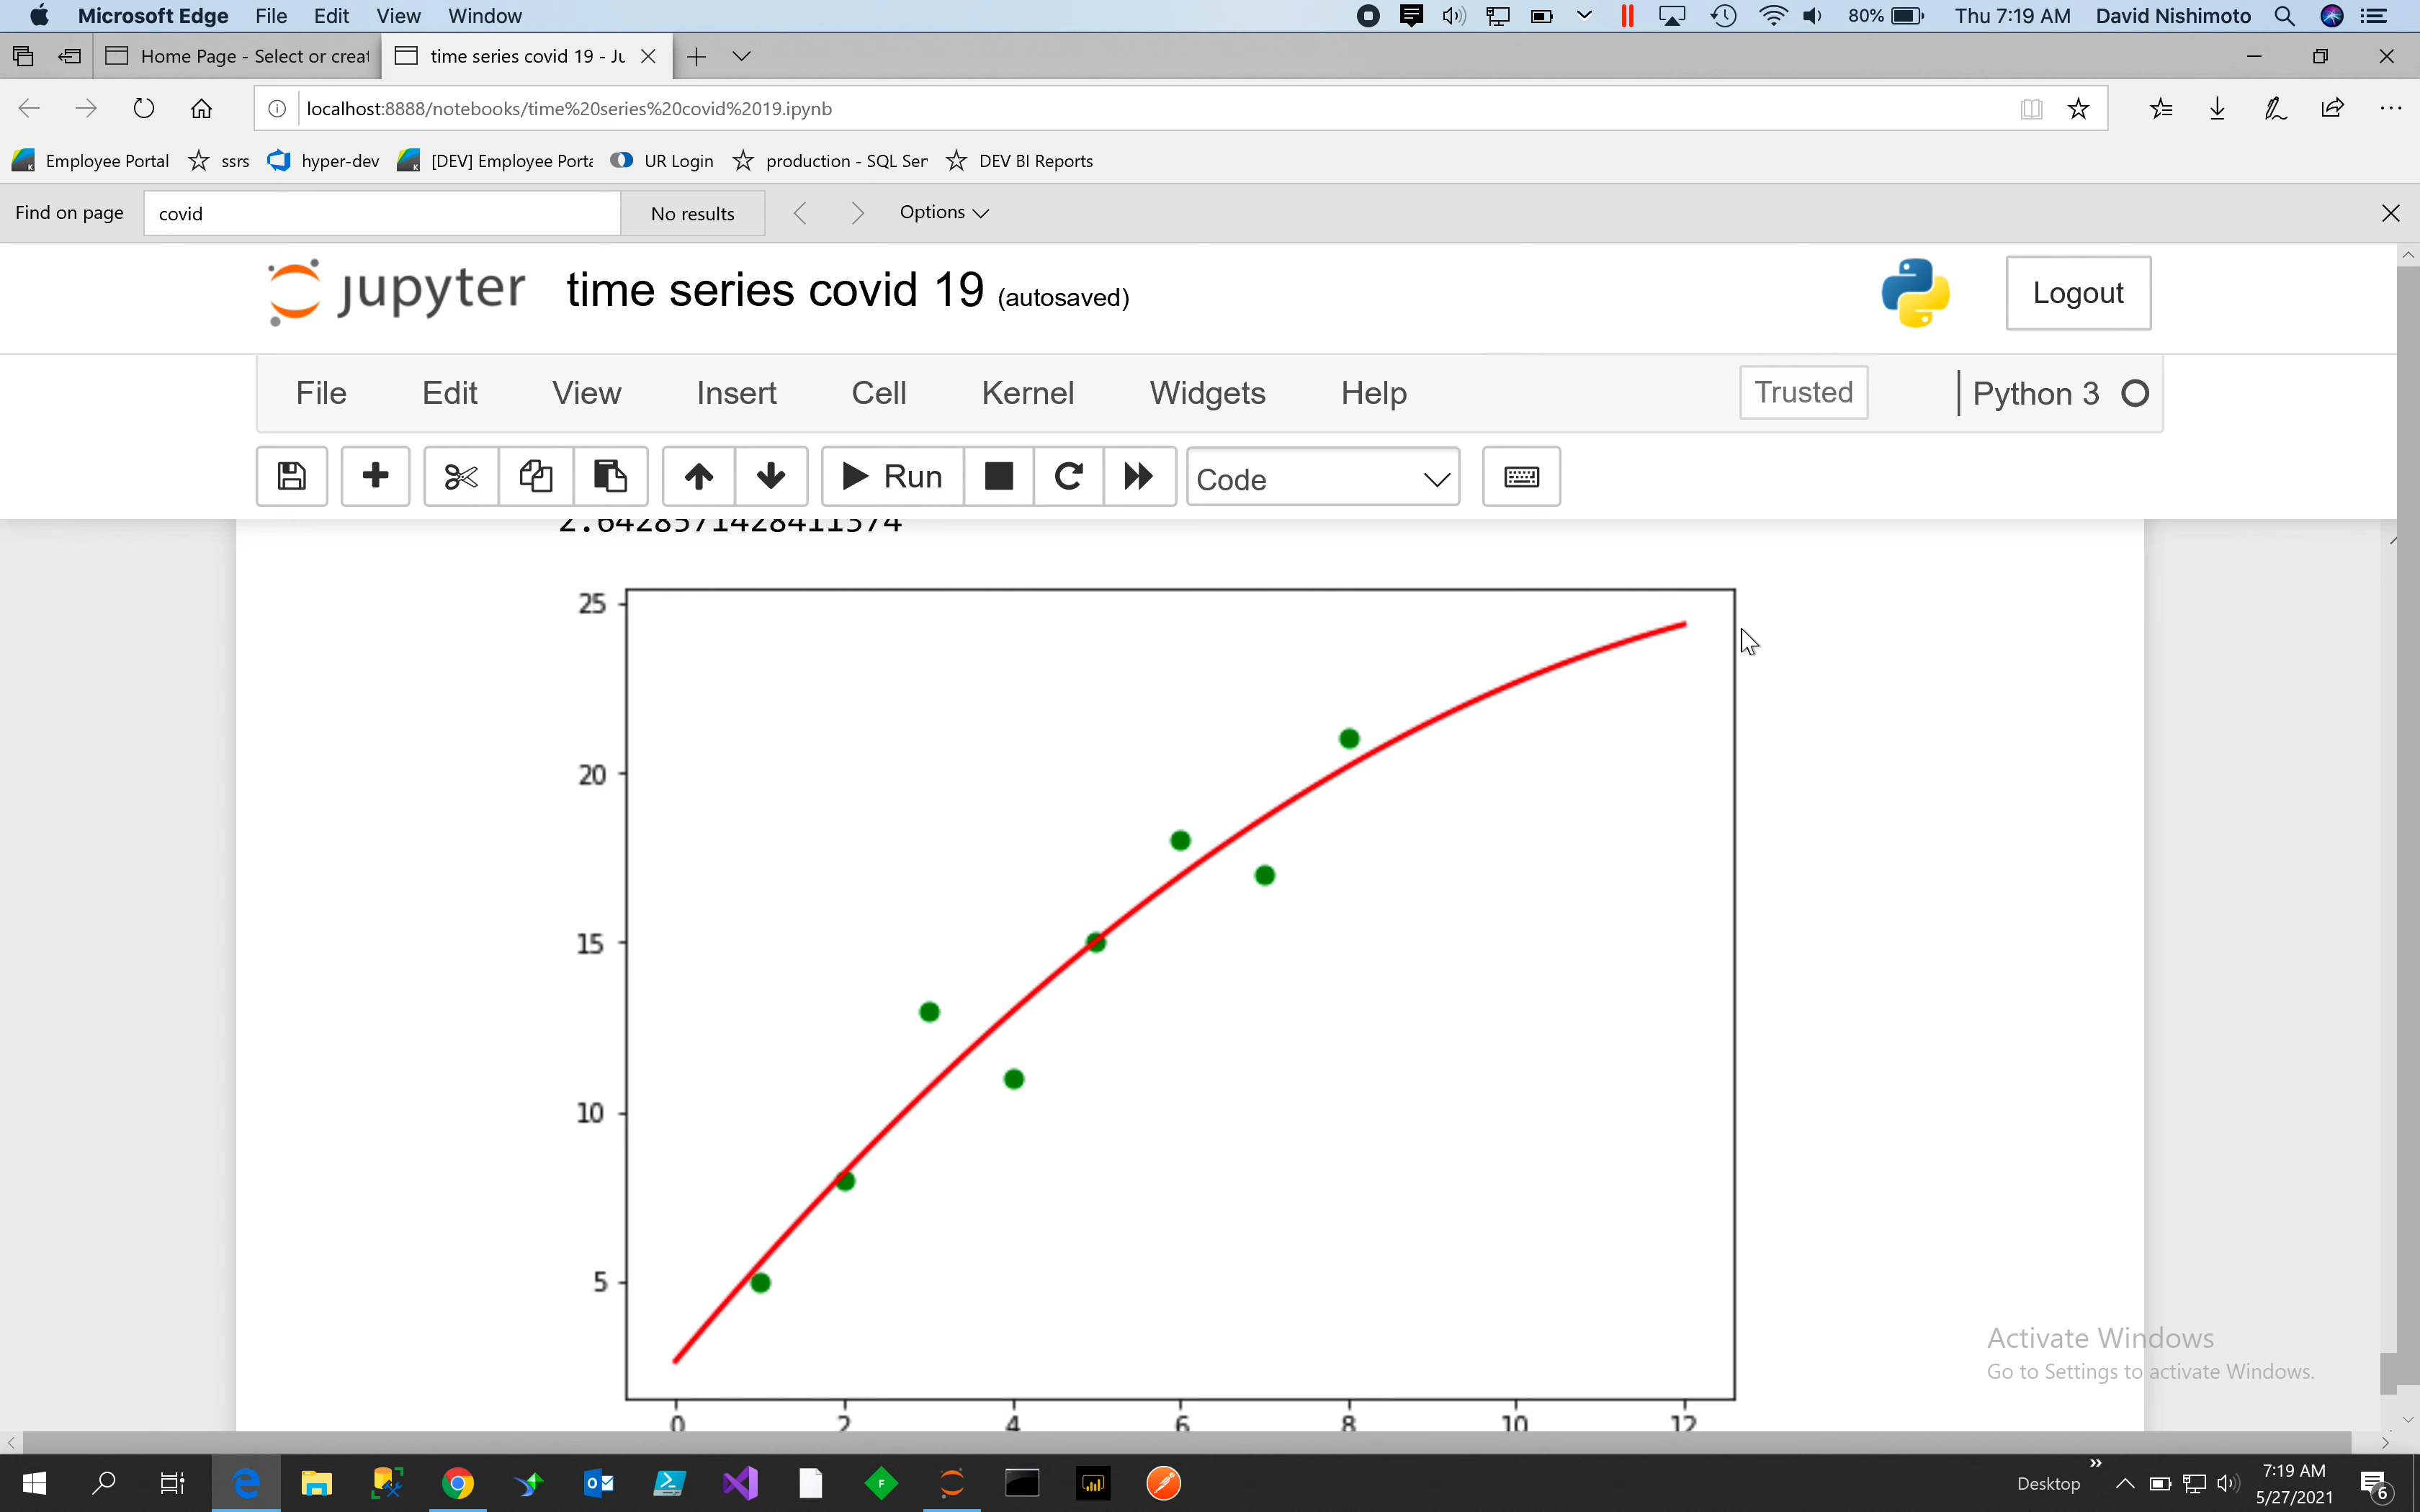 Microsoft Edge File Edit View Window 80% Thu 7:19 AM David Nishimoto
Home Page - Select or creat time series covid 19 - Ju
localhost:8888/notebooks/time%20series%20covid%2019.ipynb
Employee Portal ssrs hyper-dev [DEV] Employee Porta UR Login production - SQL Ser DEV BI Reports
Find on page covid No results Options
jupyter time series covid 19 (autosaved) Logout
File Edit View Insert Cell Kernel Widgets Help Trusted Python 3
Run Code
2.6428571428411374
25
20
15
10
5
0 2 4 6 8 10 12
Activate Windows
Go to Settings to activate Windows.
Desktop 7:19 AM
5/27/2021 6